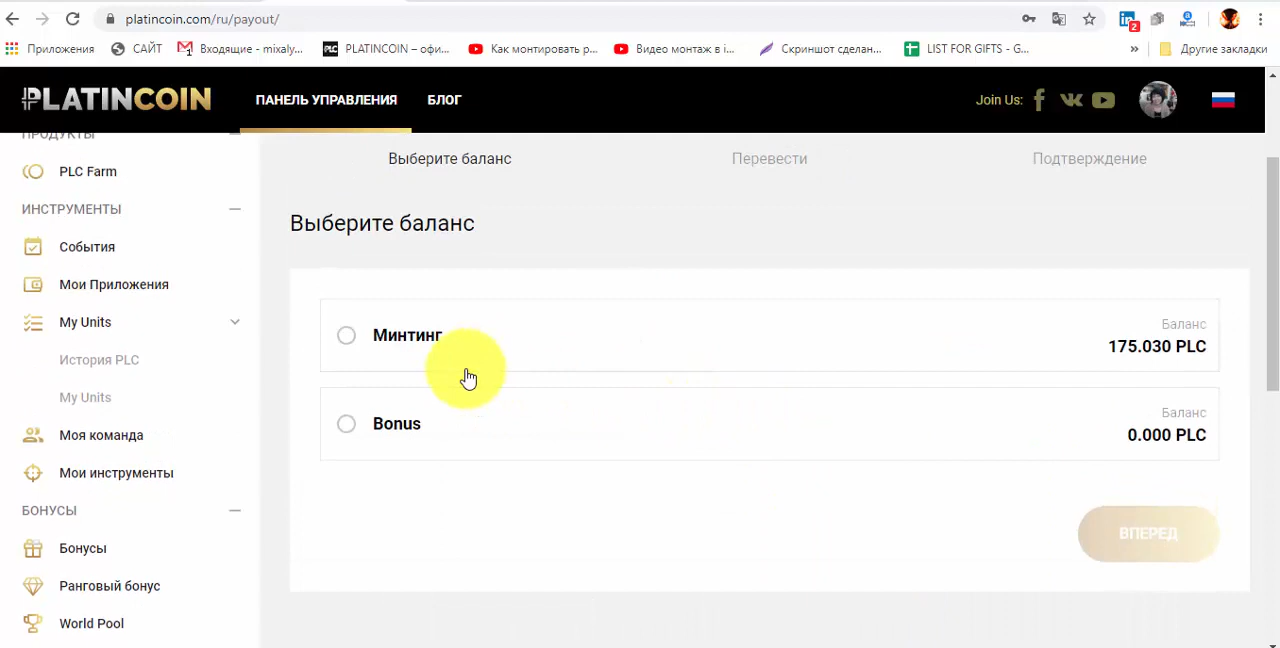 platincoin.com/ru/payout/
Приложения САЙТ Входящие - mixaly... PLATINCOIN – офи... Как монтировать р... Видео монтаж в i... Скриншот сделан... LIST FOR GIFTS - G... » Другие закладки
PLATINCOIN ПАНЕЛЬ УПРАВЛЕНИЯ БЛОГ Join Us:
ПРОДУКТЫ
PLC Farm
ИНСТРУМЕНТЫ
События
Мои Приложения
My Units
История PLC
My Units
Моя команда
Мои инструменты
БОНУСЫ
Бонусы
Ранговый бонус
World Pool
Выберите баланс Перевести Подтверждение
Выберите баланс
Минтинг
Баланс
175.030 PLC
Bonus
Баланс
0.000 PLC
ВПЕРЕД